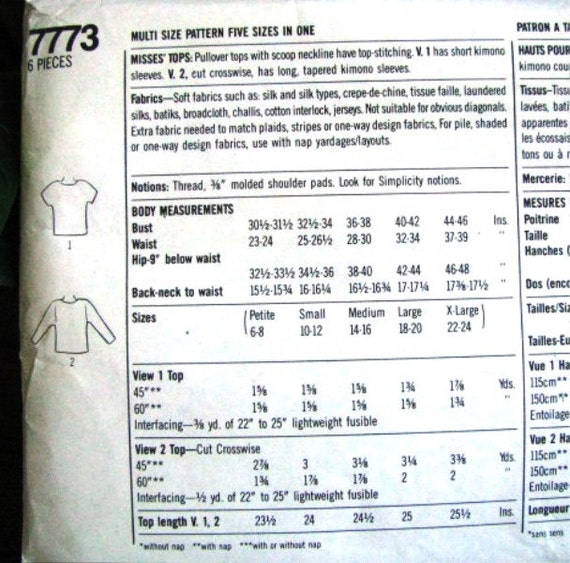 7773
6 PIECES
1
2
MULTI SIZE PATTERN FIVE SIZES IN ONE
MISSES' TOPS: Pullover tops with scoop neckline have top-stitching. V. 1 has short kimono
sleeves. V. 2, cut crosswise, has long, tapered kimono sleeves.
Fabrics—Soft fabrics such as: silk and silk types, crepe-de-chine, tissue faille, laundered
silks, batiks, broadcloth, challis, cotton interlock, jerseys. Not suitable for obvious diagonals.
Extra fabric needed to match plaids, stripes or one-way design fabrics, For pile, shaded
or one-way design fabrics, use with nap yardages/layouts.
Notions: Thread, ⅜" molded shoulder pads. Look for Simplicity notions.
BODY MEASUREMENTS
Bust 30½-31½ 32½-34 36-38 40-42 44-46 Ins.
Waist 23-24 25-26½ 28-30 32-34 37-39 "
Hip-9" below waist
32½-33½ 34½-36 38-40 42-44 46-48 "
Back-neck to waist 15½-15¾ 16-16¼ 16½-16¾ 17-17¼ 17⅜-17½ "
Sizes (Petite Small Medium Large X-Large)
6-8 10-12 14-16 18-20 22-24
View 1 Top
45"*** 1⅝ 1⅝ 1⅝ 1¾ 1⅞ Yds.
60"** 1⅝ 1⅝ 1⅝ 1⅝ 1¾ "
Interfacing—⅜ yd. of 22" to 25" lightweight fusible
View 2 Top—Cut Crosswise
45"*** 2⅞ 3 3⅛ 3¼ 3⅜ Yds.
60"** 1¾ 1⅞ 1⅞ 2 2 "
Interfacing—½ yd. of 22" to 25" lightweight fusible
Top length V. 1, 2 23½ 24 24½ 25 25½ Ins.
*without nap **with nap ***with or without nap
PATRON A TA
HAUTS POUR
kimono cou
Tissus—Tissu
lavées, bati
apparentes
les écossais
tons ou à
Mercerie:
MESURES
Poitrine
Taille
Hanches (
Dos (enco
Tailles/Siz
Tailles-Eu
Vue 1 Ha
115cm**
150cm**
Entoilage
Vue 2 Ha
115cm**
150cm**
Entoilage
Longueur
*sans sens